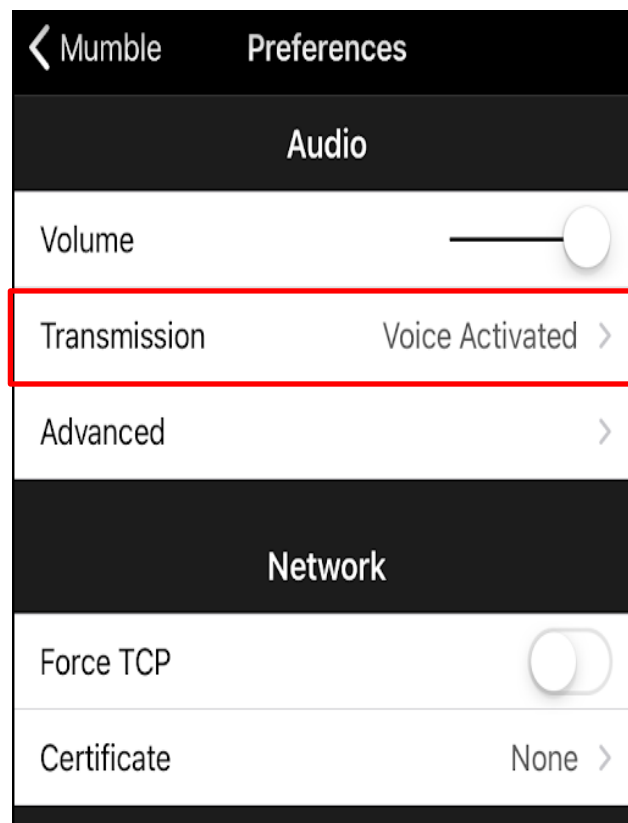 Mumble Preferences
Audio
Volume
Transmission Voice Activated
Advanced
Network
Force TCP
Certificate None